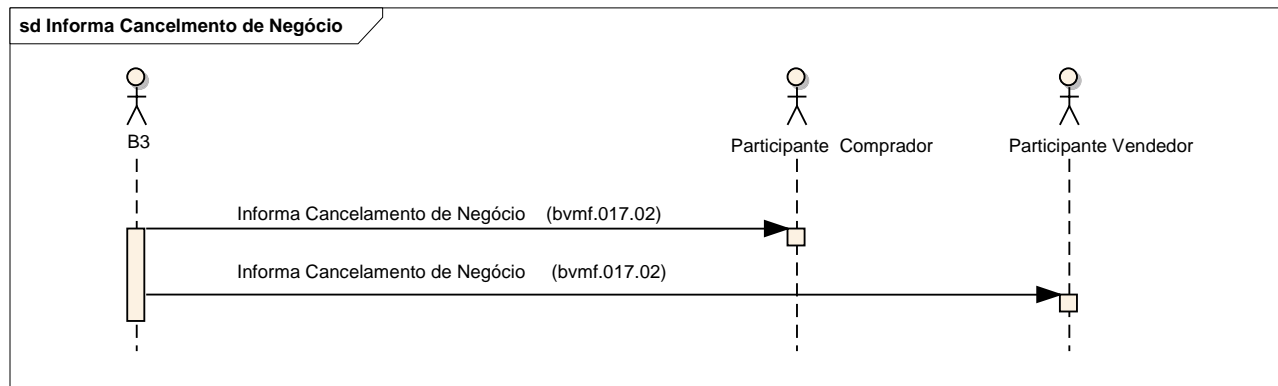 sd Informa Cancelmento de Negócio
B3
Participante Comprador
Participante Vendedor
Informa Cancelamento de Negócio (bvmf.017.02)
Informa Cancelamento de Negócio (bvmf.017.02)